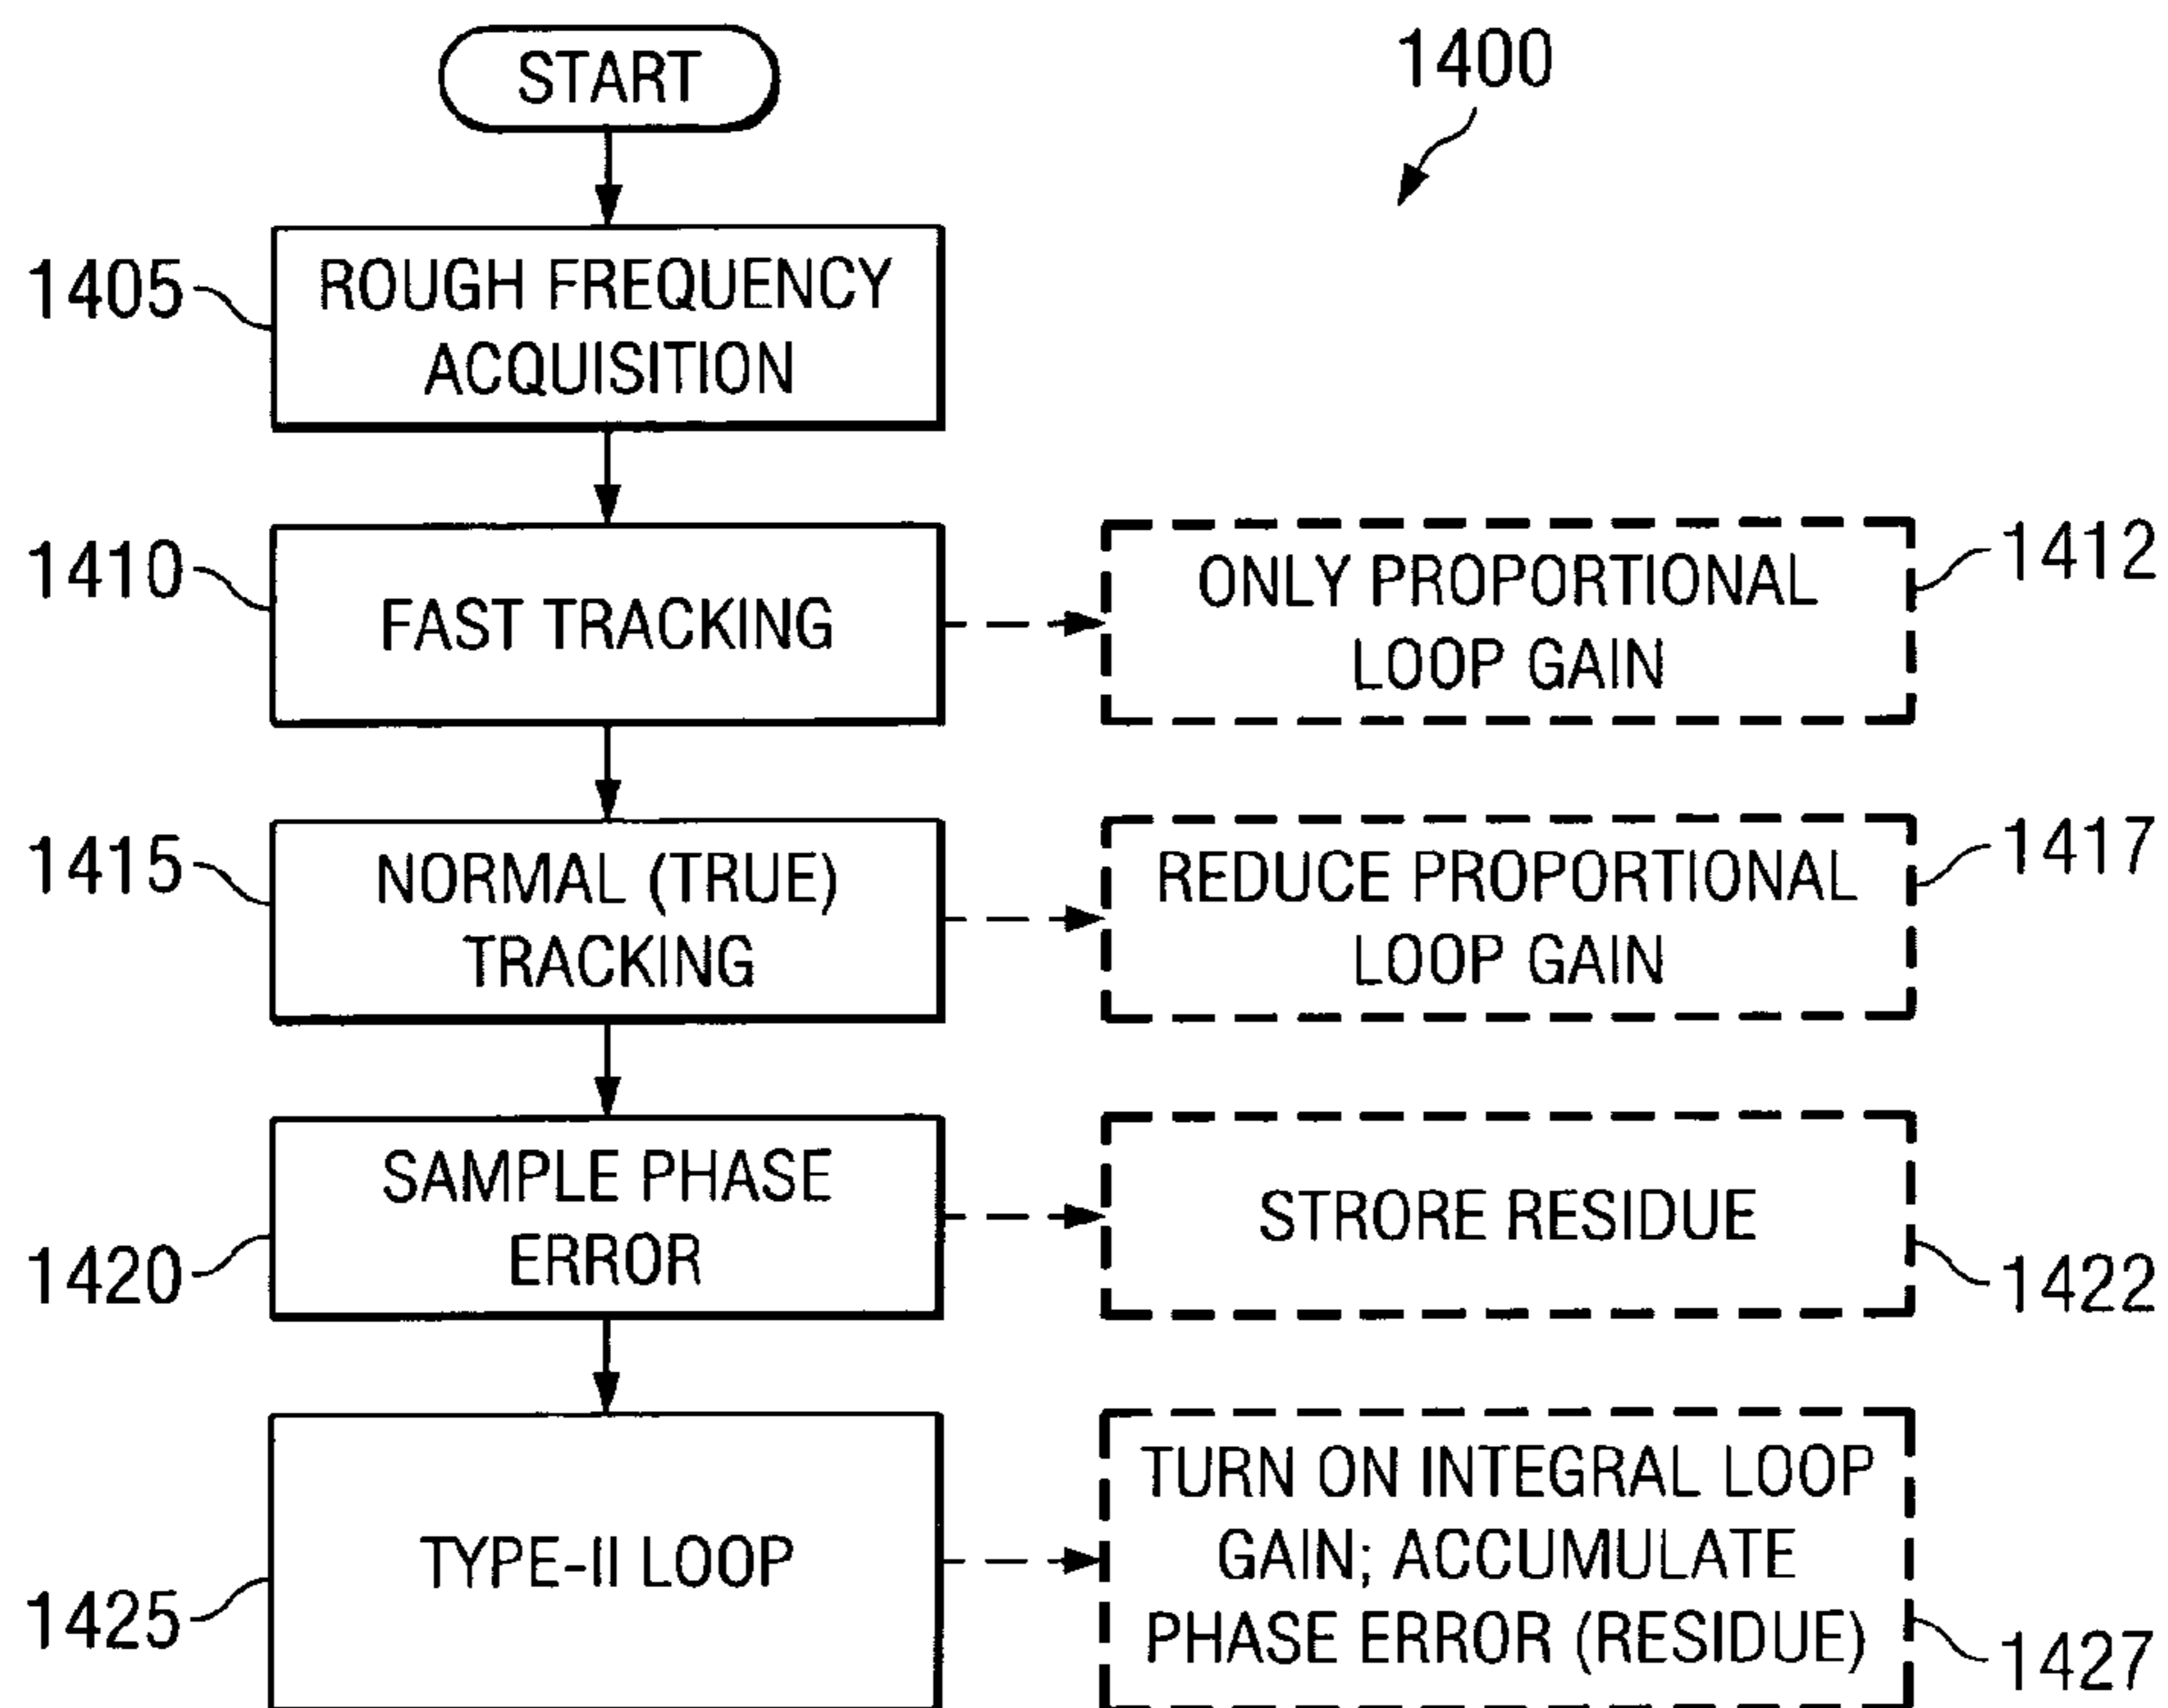 START
1400
1405
ROUGH FREQUENCY
ACQUISITION
1410
FAST TRACKING
ONLY PROPORTIONAL
LOOP GAIN
1412
1415
NORMAL (TRUE)
TRACKING
REDUCE PROPORTIONAL
LOOP GAIN
1417
1420
SAMPLE PHASE
ERROR
STRORE RESIDUE
1422
1425
TYPE-II LOOP
TURN ON INTEGRAL LOOP
GAIN; ACCUMULATE
PHASE ERROR (RESIDUE)
1427